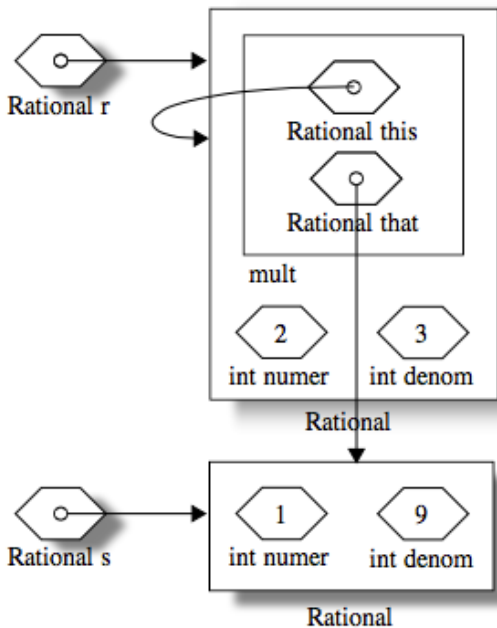 Rational r
Rational this
Rational that
mult
2 3
int numer int denom
Rational
1 9
Rational s int numer int denom
Rational